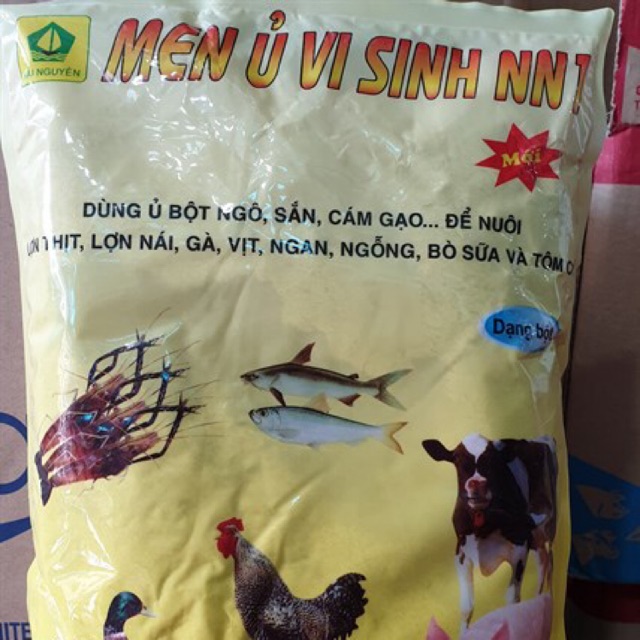 NGUYÊN
MEN Ủ VI SINH NN1
Mới
DÙNG Ủ BỘT NGÔ, SẮN, CÁM GẠO... ĐỂ NUÔI
THỊT, LỢN NÁI, GÀ, VỊT, NGAN, NGỖNG, BÒ SỮA VÀ TÔM
Dạng bột